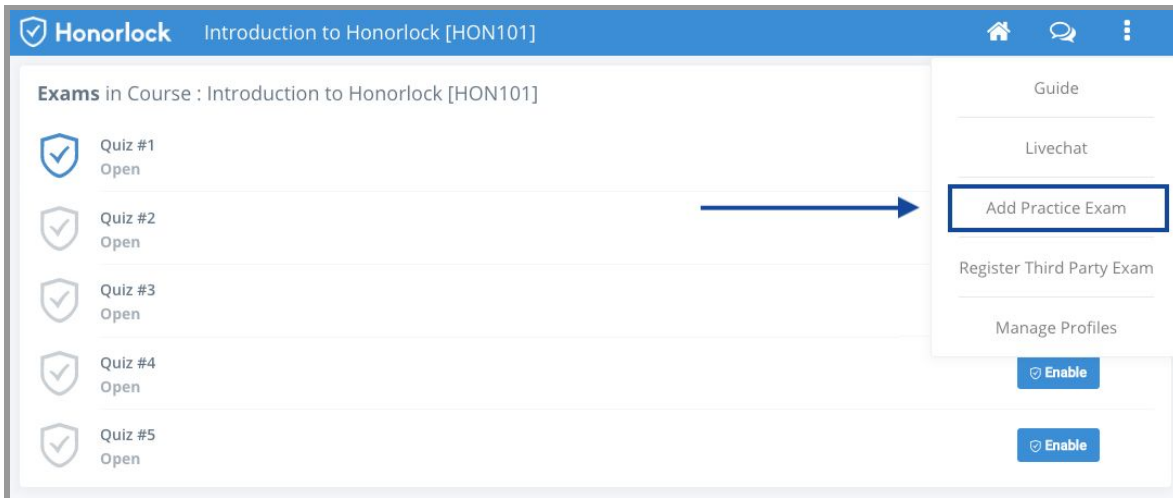 Honorlock Introduction to Honorlock [HON101]
Exams in Course : Introduction to Honorlock [HON101]
Quiz #1
Open
Quiz #2
Open
Quiz #3
Open
Quiz #4
Open
Quiz #5
Open
Guide
Livechat
Add Practice Exam
Register Third Party Exam
Manage Profiles
Enable
Enable